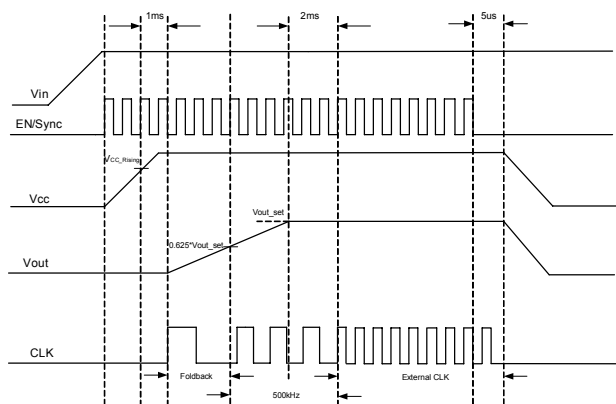 1ms
2ms
5us
Vin
EN/Sync
VCC_Rising
Vcc
Vout_set
0.625*Vout_set
Vout
CLK
Foldback
External CLK
500kHz